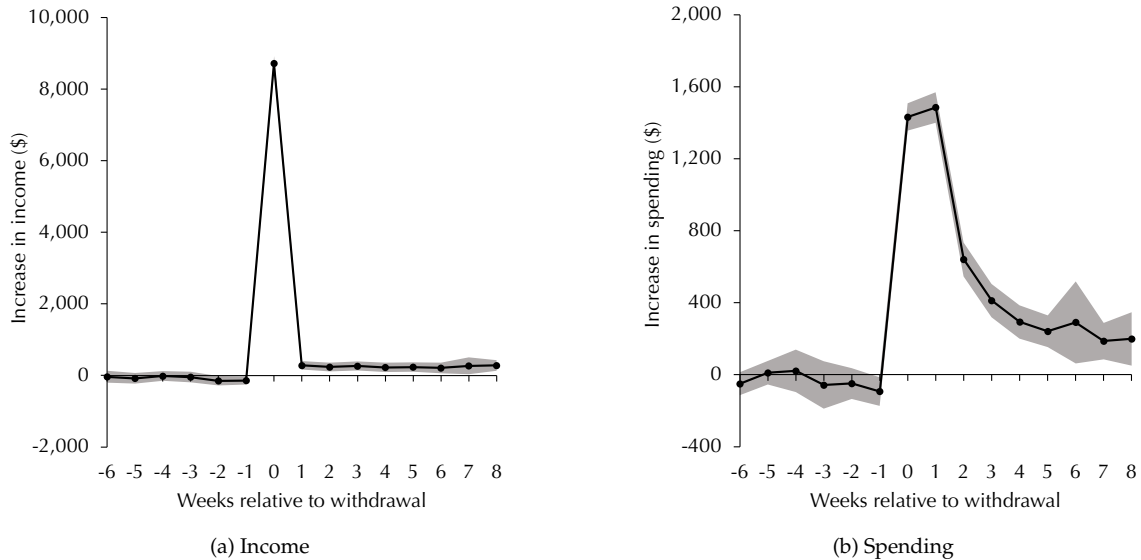 10,000
8,000
6,000
4,000
2,000
0
-2,000
Increase in income ($)
-6 -5 -4 -3 -2 -1 0 1 2 3 4 5 6 7 8
Weeks relative to withdrawal
(a) Income
2,000
1,600
1,200
800
400
0
-400
Increase in spending ($)
-6 -5 -4 -3 -2 -1 0 1 2 3 4 5 6 7 8
Weeks relative to withdrawal
(b) Spending